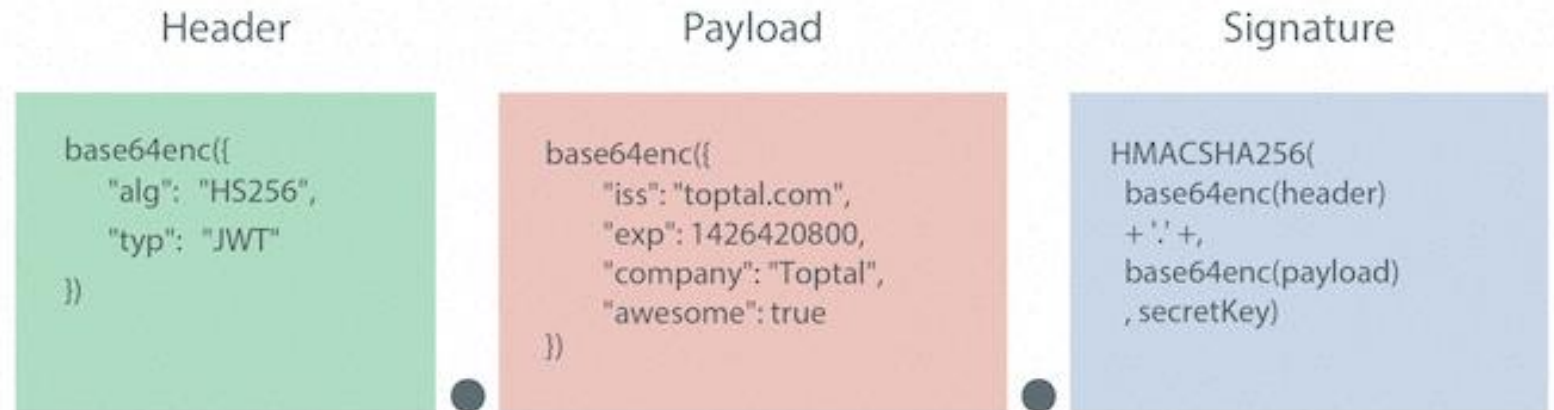 Header
Payload
Signature
base64enc({
"alg": "HS256",
"typ": "JWT"
})
base64enc({
"iss": "toptal.com",
"exp": 1426420800,
"company": "Toptal",
"awesome": true
})
HMACSHA256(
base64enc(header)
+ '.' +,
base64enc(payload)
, secretKey)